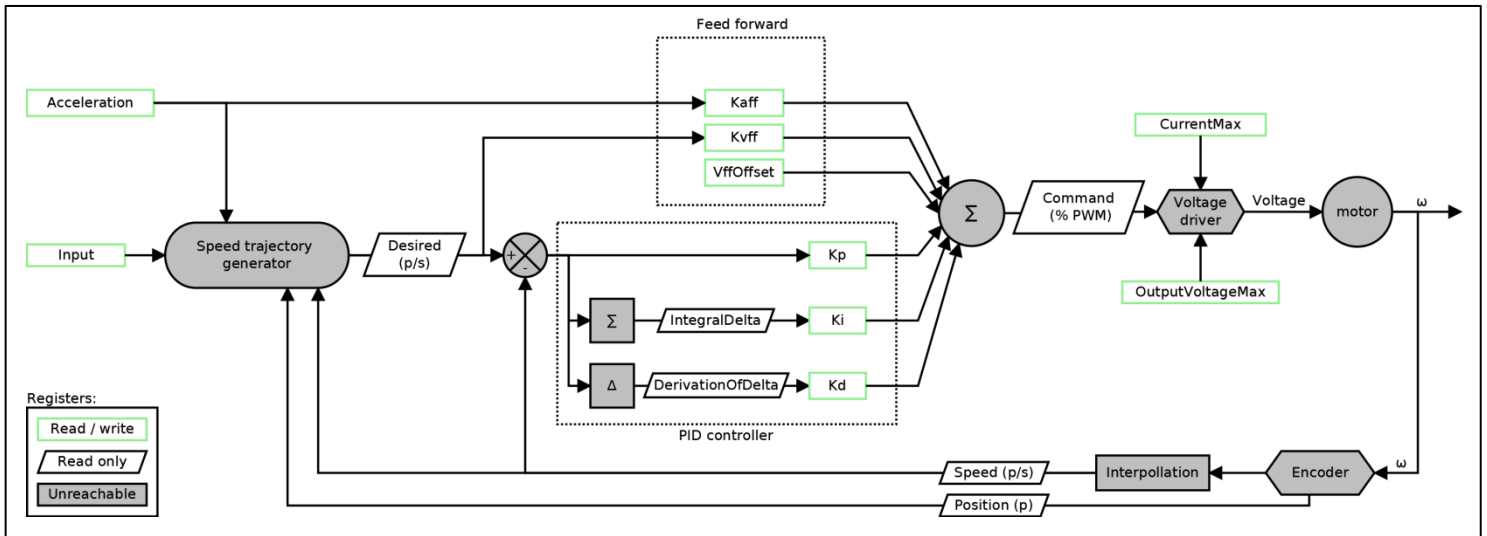 Feed forward
Acceleration
Kaff
Kvff
CurrentMax
VffOffset
Σ
Command
(% PWM)
Voltage
driver
Voltage
motor
ω
Input
Speed trajectory
generator
Desired
(p/s)
+
-
Kp
OutputVoltageMax
Σ
IntegralDelta
Ki
Δ
DerivationOfDelta
Kd
PID controller
Registers:
Read / write
Read only
Unreachable
Speed (p/s)
Interpollation
Encoder
ω
Position (p)